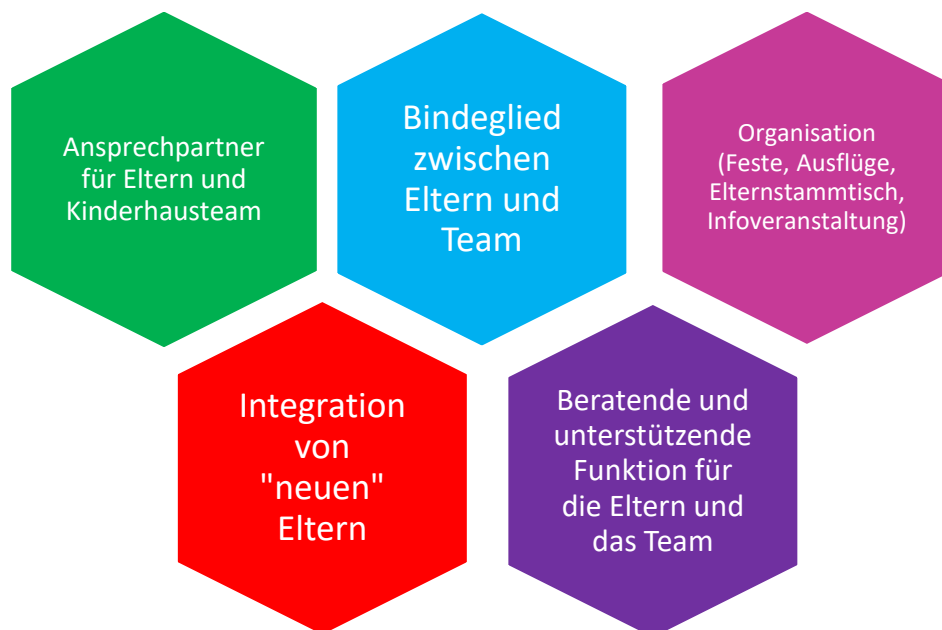 Ansprechpartner
für Eltern und
Kinderhausteam
Bindeglied
zwischen
Eltern und
Team
Organisation
(Feste, Ausflüge,
Elternstammtisch,
Infoveranstaltung)
Integration
von
"neuen"
Eltern
Beratende und
unterstützende
Funktion für
die Eltern und
das Team